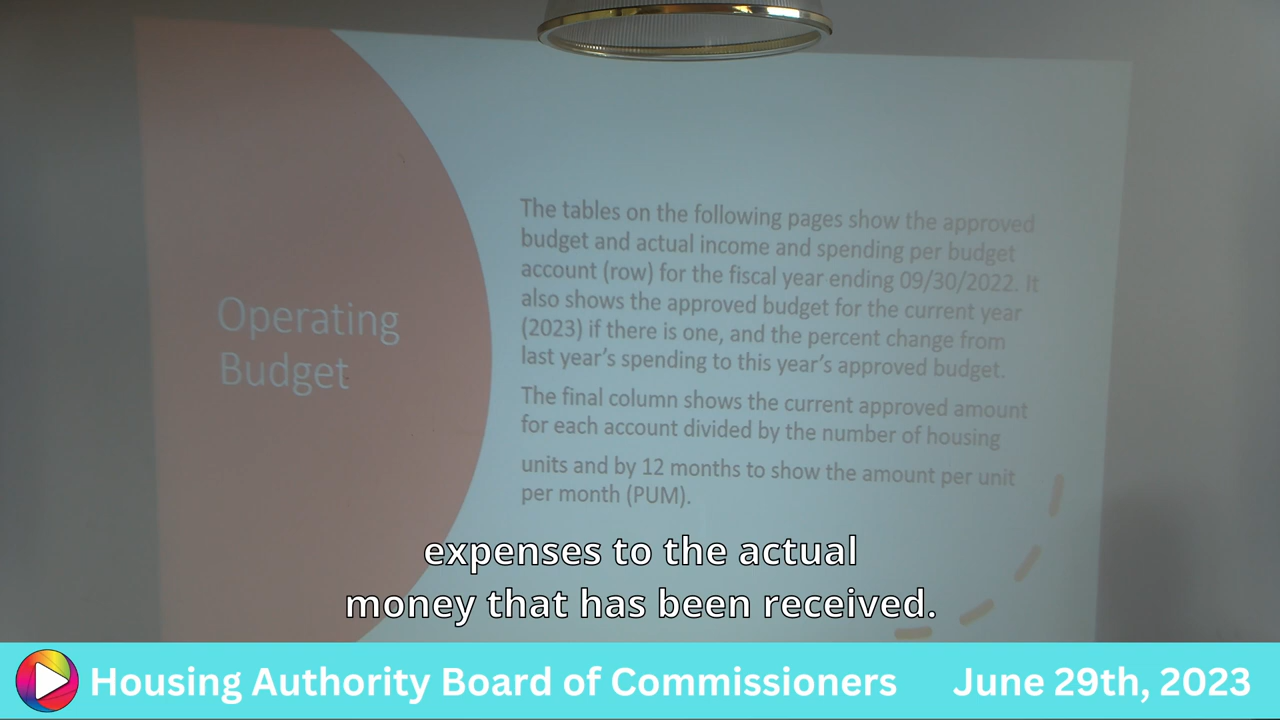 Operating
Budget
The tables on the following pages show the approved
budget and actual income and spending per budget
account (row) for the fiscal year ending 09/30/2022. It
also shows the approved budget for the current year
(2023) if there is one, and the percent change from
last year's spending to this year's approved budget.
The final column shows the current approved amount
for each account divided by the number of housing
units and by 12 months to show the amount per unit
per month (PUM).
expenses to the actual
money that has been received.
Housing Authority Board of Commissioners
June 29th, 2023